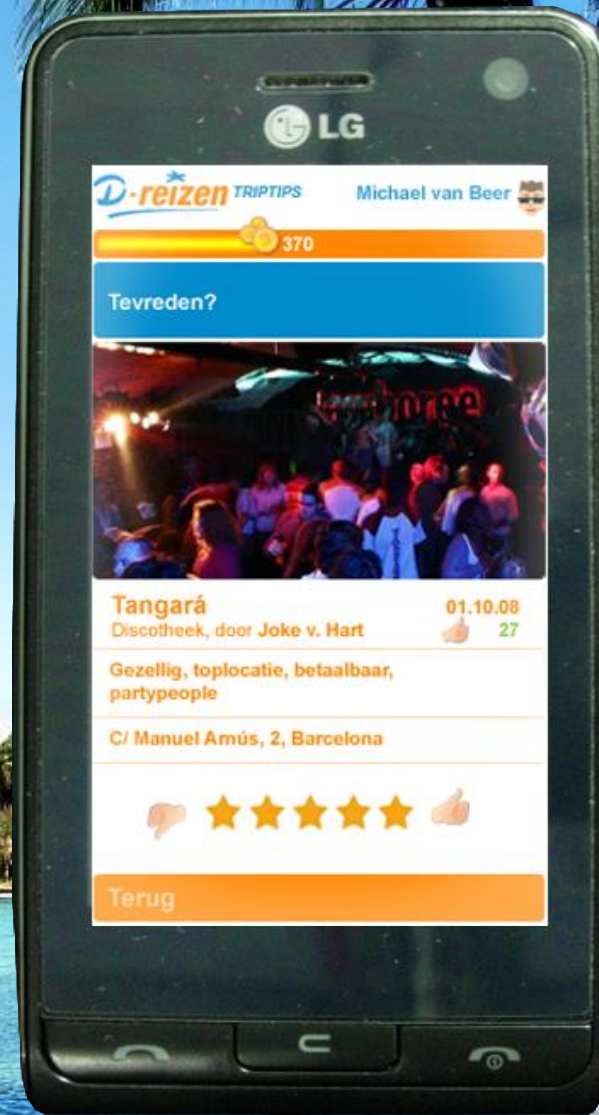 LG
D-reizen TRIPTIPS Michael van Beer
370
Tevreden?
Tangará 01.10.08
Discotheek, door Joke v. Hart 27
Gezellig, toplocatie, betaalbaar,
partypeople
C/ Manuel Amús, 2, Barcelona
Terug